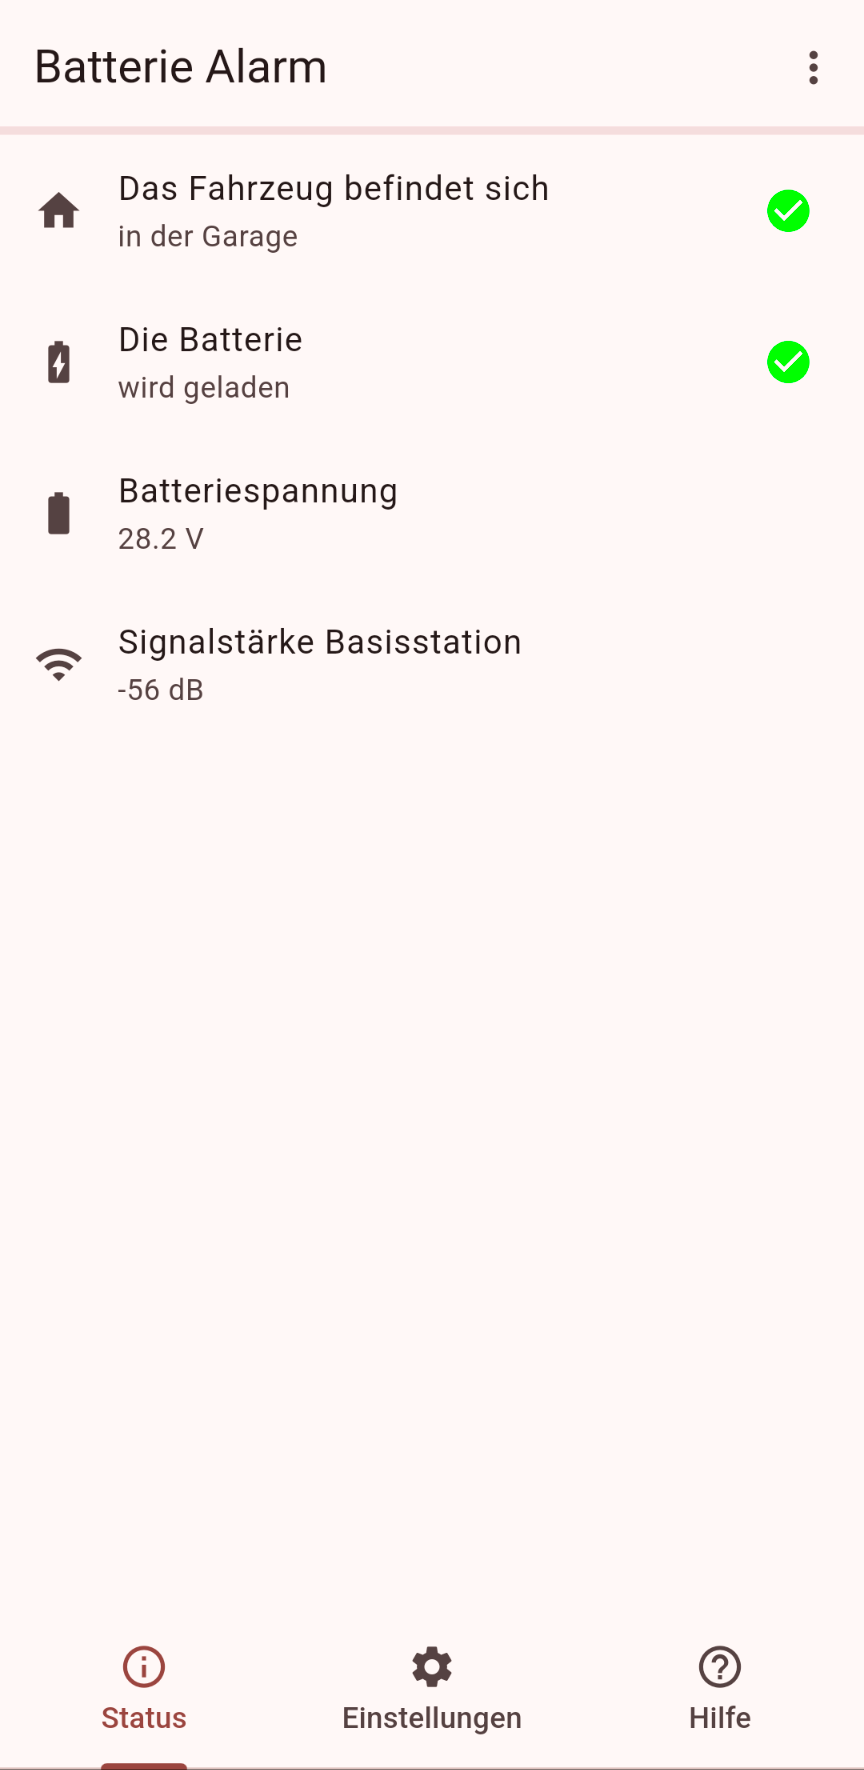 Batterie Alarm
Das Fahrzeug befindet sich
in der Garage
Die Batterie
wird geladen
Batteriespannung
28.2 V
Signalstärke Basisstation
-56 dB
Status
Einstellungen
Hilfe